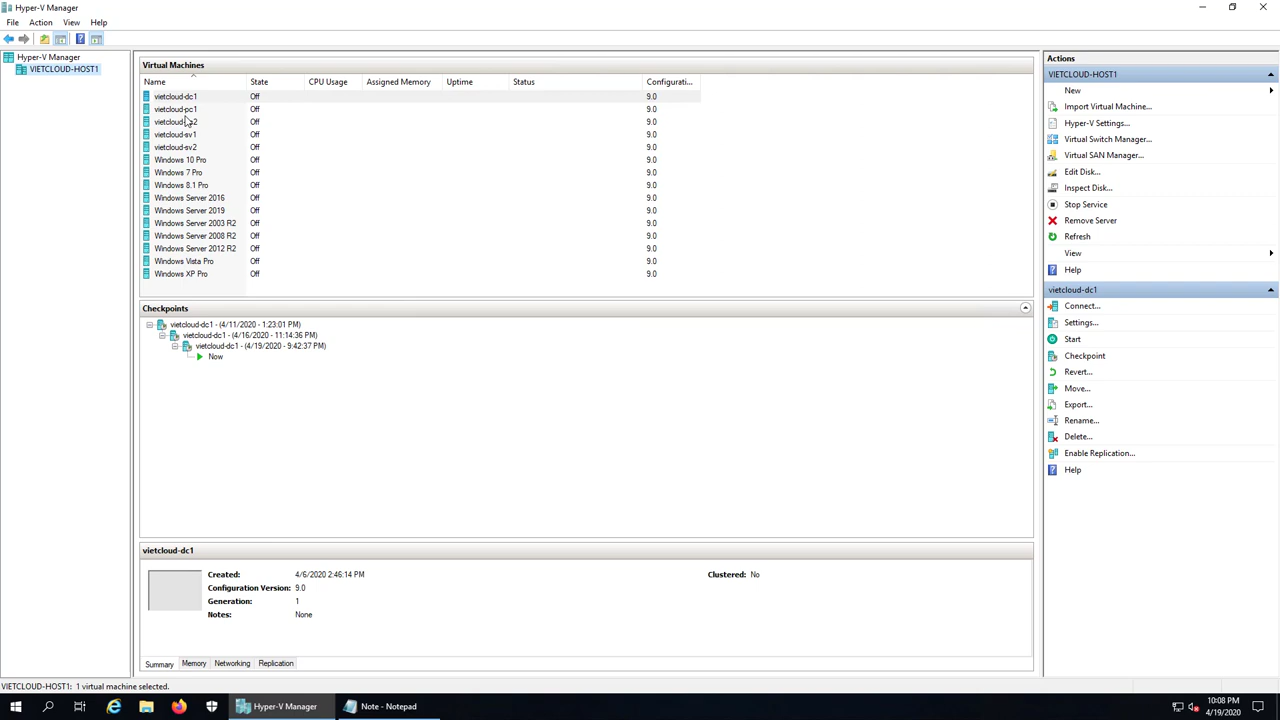 Hyper-V Manager
File Action View Help
Hyper-V Manager
VIETCLOUD-HOST1
Virtual Machines
Name State CPU Usage Assigned Memory Uptime Status Configurati...
vietcloud-dc1 Off 9.0
vietcloud-pc1 Off 9.0
Off 9.0
vietcloud-sv1 Off 9.0
vietcloud-sv2 Off 9.0
Windows 10 Pro Off 9.0
Windows 7 Pro Off 9.0
Windows 8.1 Pro Off 9.0
Windows Server 2016 Off 9.0
Windows Server 2019 Off 9.0
Windows Server 2003 R2 Off 9.0
Windows Server 2008 R2 Off 9.0
Windows Server 2012 R2 Off 9.0
Windows Vista Pro Off 9.0
Windows XP Pro Off 9.0
Checkpoints
vietcloud-dc1 - (4/11/2020 - 1:23:01 PM)
vietcloud-dc1 - (4/16/2020 - 11:14:36 PM)
vietcloud-dc1 - (4/19/2020 - 9:42:37 PM)
Now
vietcloud-dc1
Created: 4/6/2020 2:46:14 PM Clustered: No
Configuration Version: 9.0
Generation: 1
Notes: None
Summary Memory Networking Replication
Actions
VIETCLOUD-HOST1
New
Import Virtual Machine...
Hyper-V Settings...
Virtual Switch Manager...
Virtual SAN Manager...
Edit Disk...
Inspect Disk...
Stop Service
Remove Server
Refresh
View
Help
vietcloud-dc1
Connect...
Settings...
Start
Checkpoint
Revert...
Move...
Export...
Rename...
Delete...
Enable Replication...
Help
VIETCLOUD-HOST1: 1 virtual machine selected.
Hyper-V Manager
Note - Notepad
10:08 PM
4/19/2020